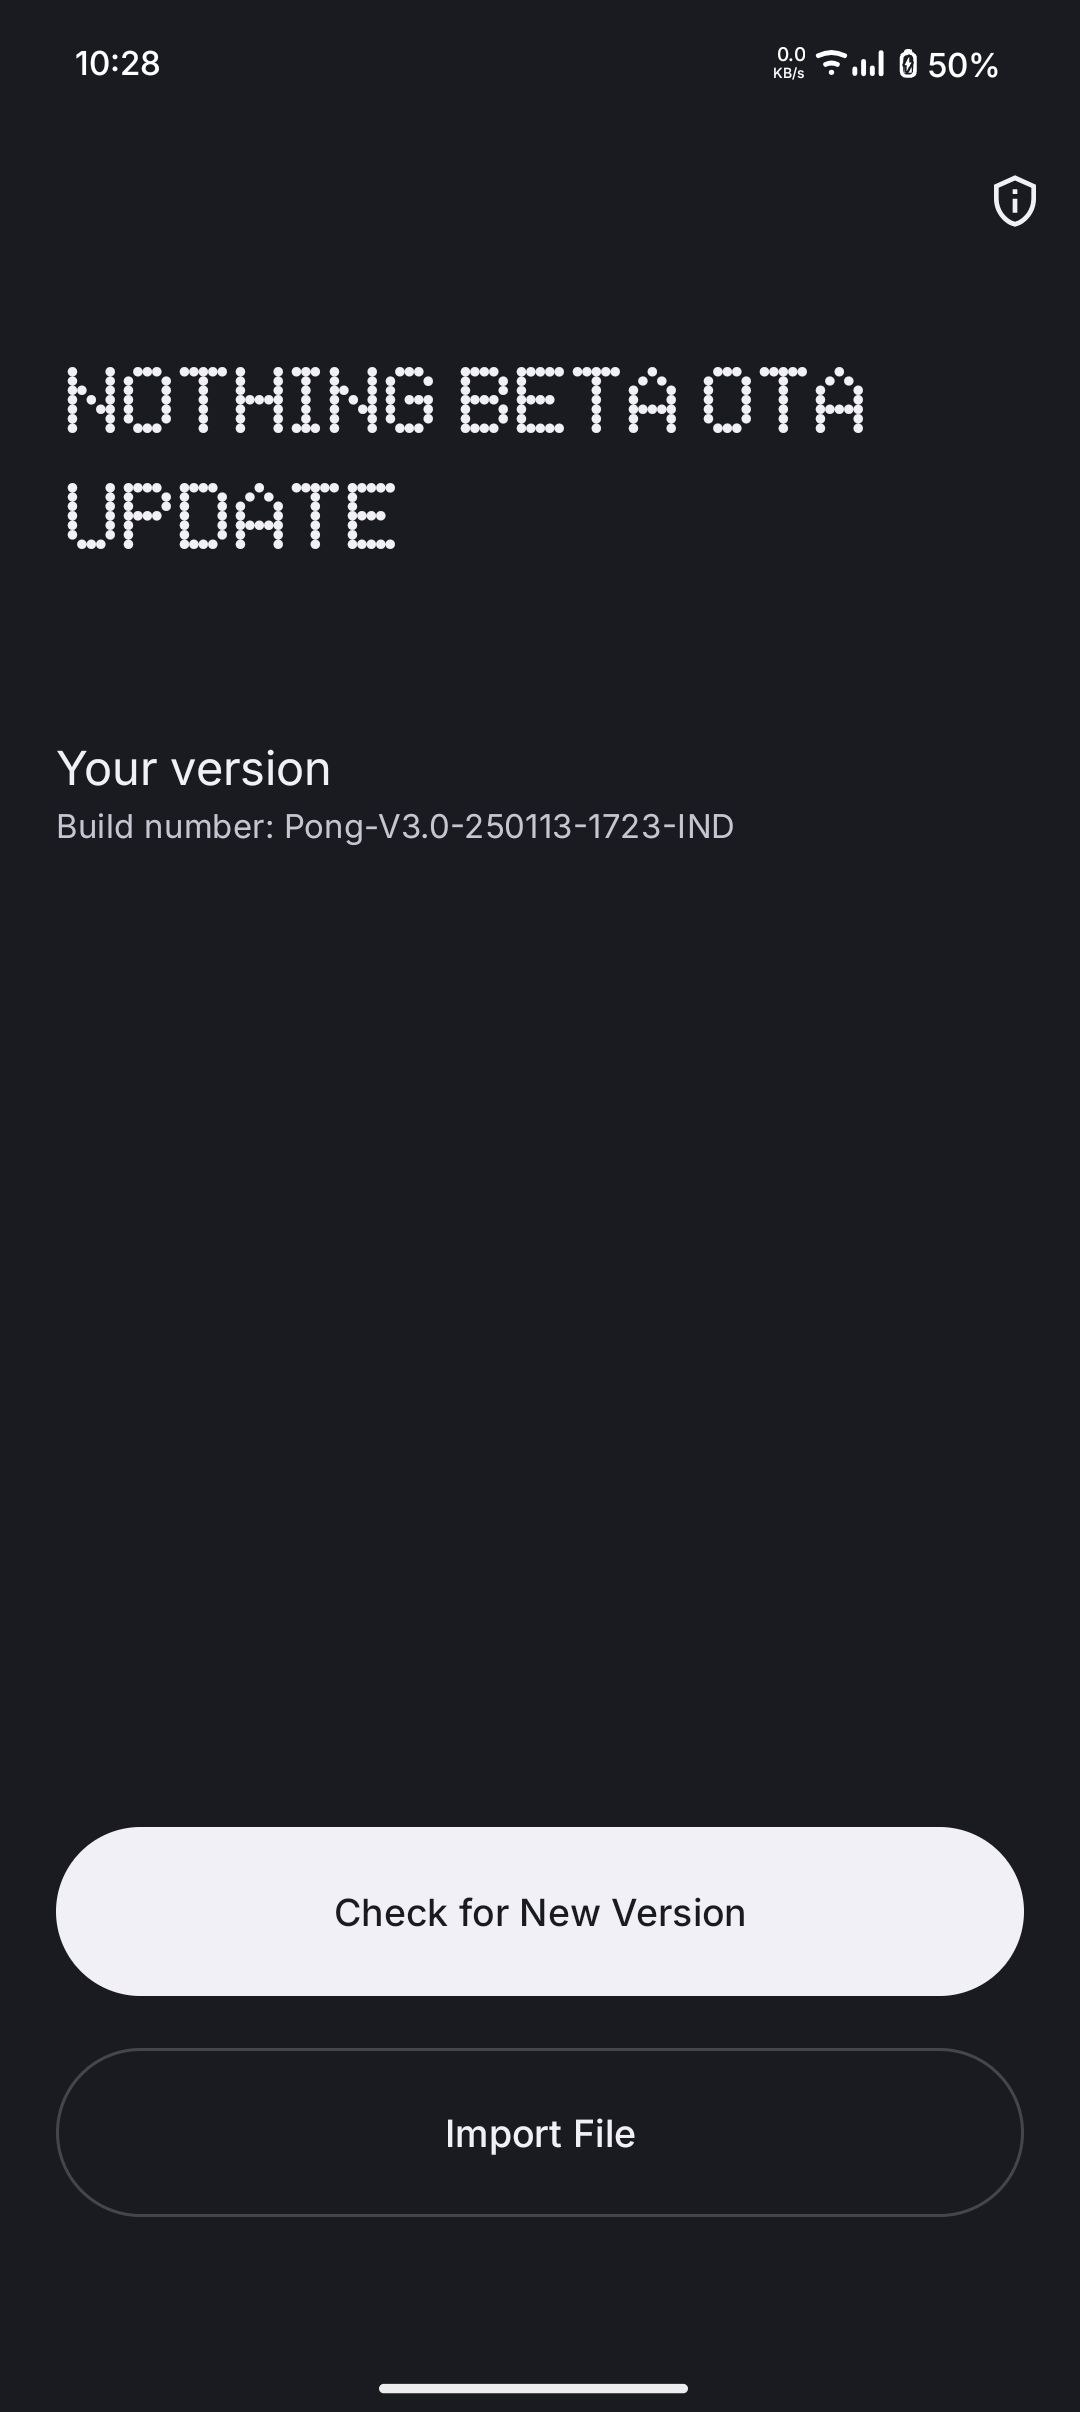 10:28
0.0
KB/s
50%
NOTHING BETA OTA
UPDATE
Your version
Build number: Pong-V3.0-250113-1723-IND
Check for New Version
Import File